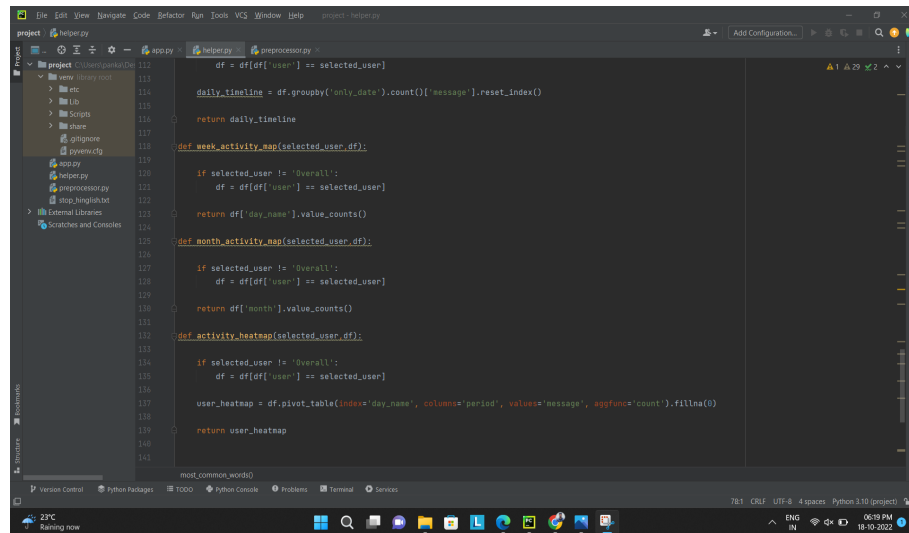 File Edit View Navigate Code Refactor Run Tools VCS Window Help project - helper.py
project helper.py Add Configuration...
Project app.py helper.py preprocessor.py
project C:\Users\panka\De
venv library root
etc
Lib
Scripts
share
.gitignore
pyvenv.cfg
app.py
helper.py
preprocessor.py
stop_hinglish.txt
External Libraries
Scratches and Consoles
1 29 2
112 df = df[df['user'] == selected_user]
113
114 daily_timeline = df.groupby('only_date').count()['message'].reset_index()
115
116 return daily_timeline
117
118 def week_activity_map(selected_user,df):
119
120 if selected_user != 'Overall':
121 df = df[df['user'] == selected_user]
122
123 return df['day_name'].value_counts()
124
125 def month_activity_map(selected_user,df):
126
127 if selected_user != 'Overall':
128 df = df[df['user'] == selected_user]
129
130 return df['month'].value_counts()
131
132 def activity_heatmap(selected_user,df):
133
134 if selected_user != 'Overall':
135 df = df[df['user'] == selected_user]
136
137 user_heatmap = df.pivot_table(index='day_name', columns='period', values='message', aggfunc='count').fillna(0)
138
139 return user_heatmap
140
141
Bookmarks
Structure
most_common_words()
Version Control Python Packages TODO Python Console Problems Terminal Services
78:1 CRLF UTF-8 4 spaces Python 3.10 (project)
23°C
Raining now
ENG
IN
06:19 PM
18-10-2022